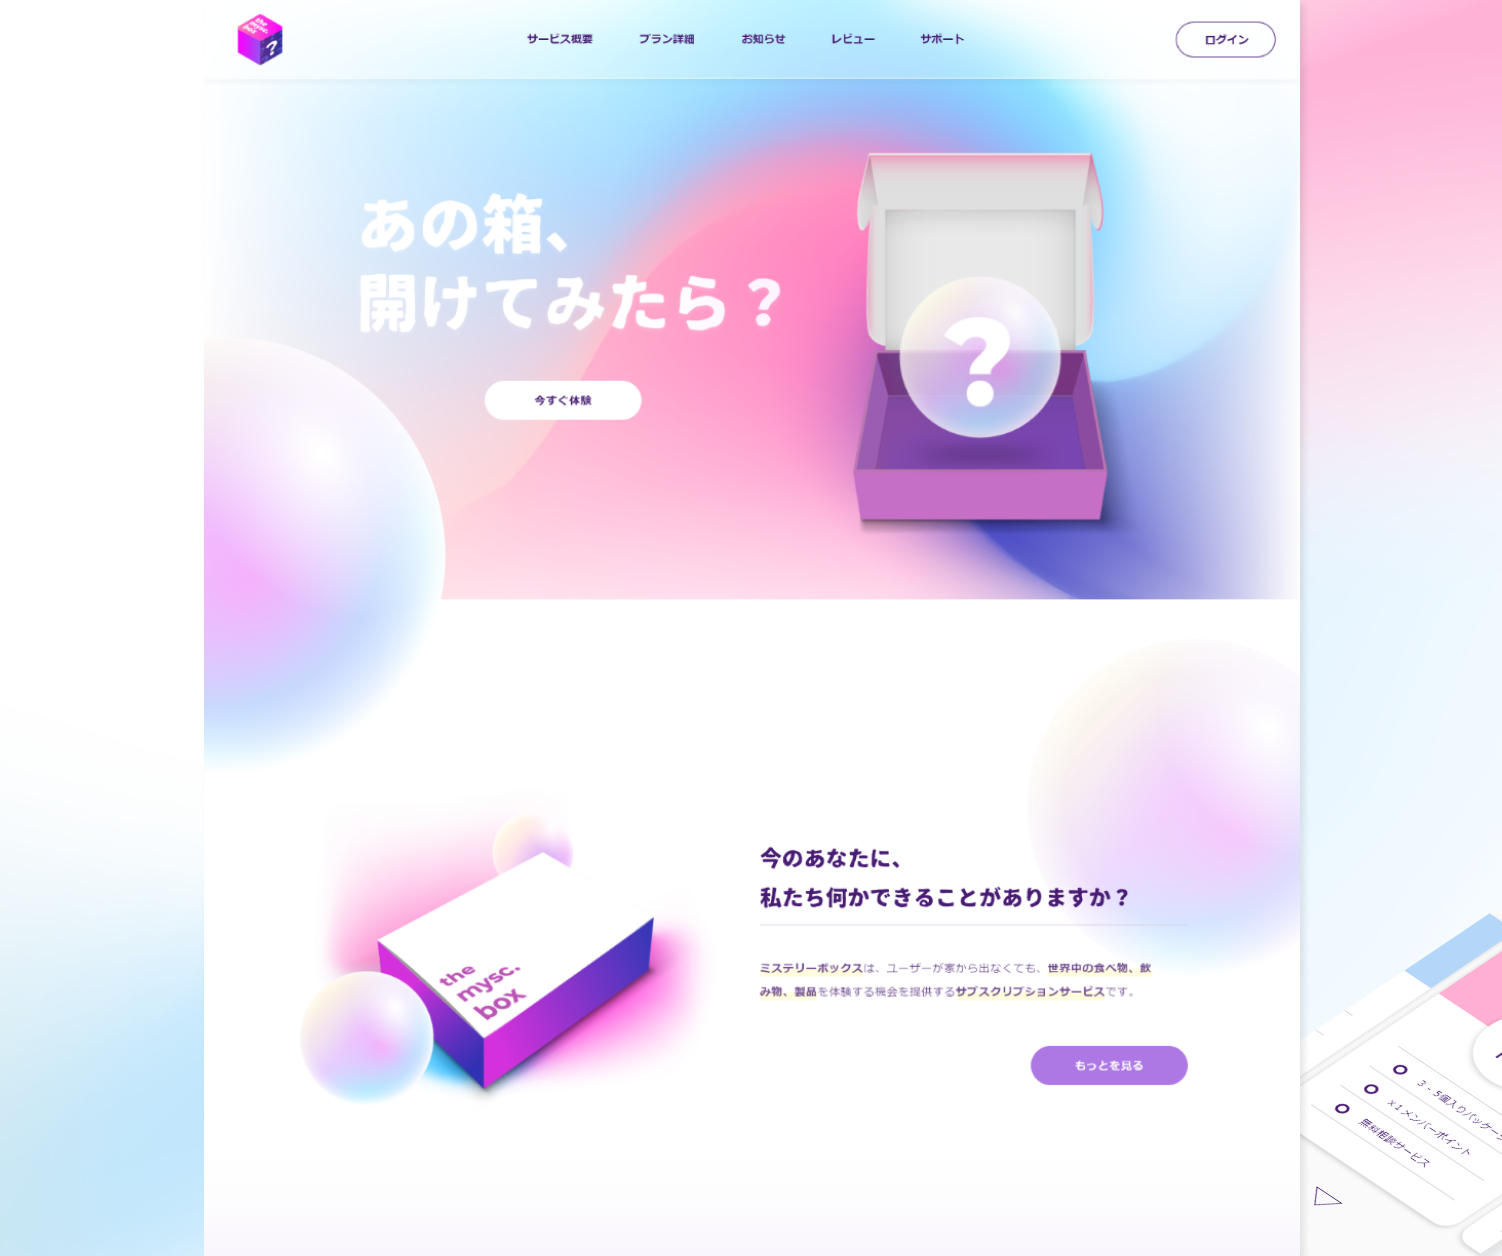 the
mysc.
box
?
サービス概要
プラン詳細
お知らせ
レビュー
サポート
ログイン
あの箱、
開けてみたら？
今すぐ体験
?
今のあなたに、
私たち何かできることがありますか？
ミステリーボックスは、ユーザーが家から出なくても、世界中の食べ物、飲
み物、製品を体験する機会を提供するサブスクリプションサービスです。
もっとを見る
the
mysc.
box
3 - 5個入りパッケージ
x1メンバーポイント
無料相談サービス